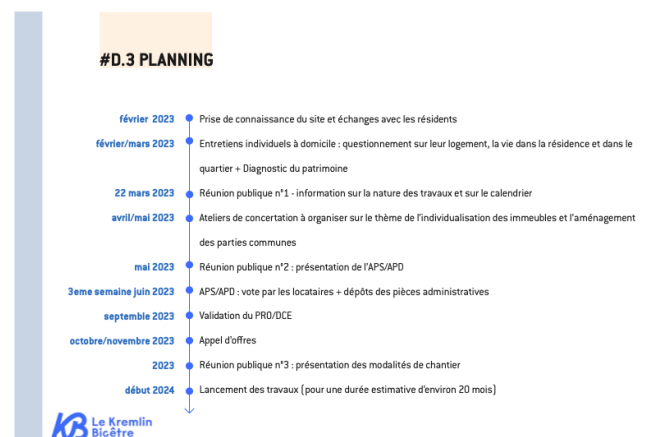 #D.3 PLANNING
février 2023 Prise de connaissance du site et échanges avec les résidents
février/mars 2023 Entretiens individuels à domicile : questionnement sur leur logement, la vie dans la résidence et dans le
quartier + Diagnostic du patrimoine
22 mars 2023 Réunion publique n°1 - information sur la nature des travaux et sur le calendrier
avril/mai 2023 Ateliers de concertation à organiser sur le thème de l'individualisation des immeubles et l'aménagement
des parties communes
mai 2023 Réunion publique n°2 : présentation de l'APS/APD
3eme semaine juin 2023 APS/APD : vote par les locataires + dépôts des pièces administratives
septembre 2023 Validation du PRO/DCE
octobre/novembre 2023 Appel d'offres
2023 Réunion publique n°3 : présentation des modalités de chantier
début 2024 Lancement des travaux (pour une durée estimative d'environ 20 mois)
KB Le Kremlin
Bicêtre